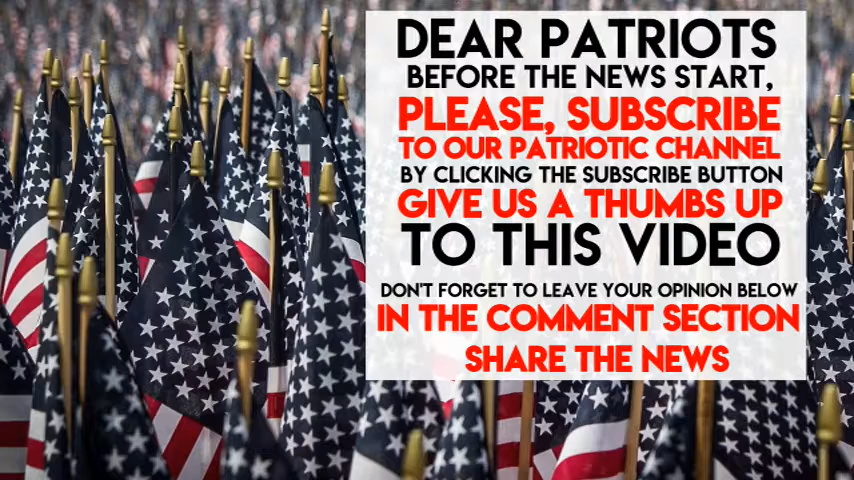 DEAR PATRIOTS
BEFORE THE NEWS START,
PLEASE, SUBSCRIBE
TO OUR PATRIOTIC CHANNEL
BY CLICKING THE SUBSCRIBE BUTTON
GIVE US A THUMBS UP
TO THIS VIDEO
DON'T FORGET TO LEAVE YOUR OPINION BELOW
IN THE COMMENT SECTION
SHARE THE NEWS